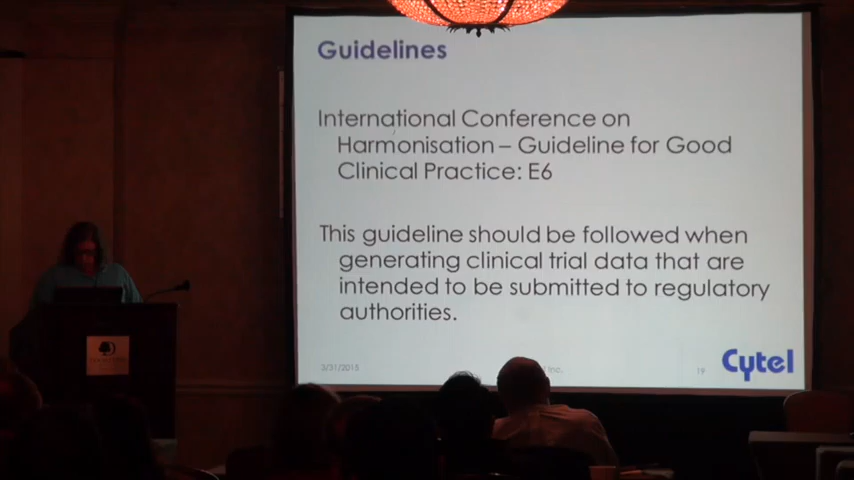 Guidelines
International Conference on
Harmonisation – Guideline for Good
Clinical Practice: E6
This guideline should be followed when
generating clinical trial data that are
intended to be submitted to regulatory
authorities.
3/31/2015
Inc.
19
Cytel